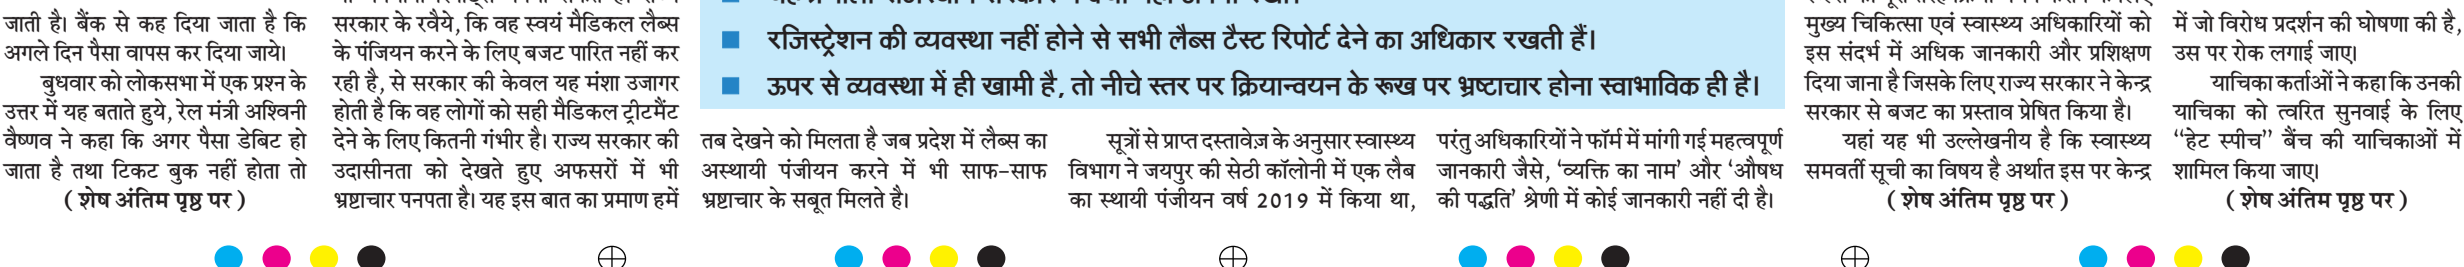 जाती है। बैंक से कह दिया जाता है कि
अगले दिन पैसा वापस कर दिया जाये।
बुधवार को लोकसभा में एक प्रश्न के
उत्तर में यह बताते हुये, रेल मंत्री अश्विनी
वैष्णव ने कहा कि अगर पैसा डेबिट हो
जाता है तथा टिकट बुक नहीं होता तो
( शेष अंतिम पृष्ठ पर )
सरकार के रवैये, कि वह स्वयं मैडिकल लैब्स
के पंजियन करने के लिए बजट पारित नहीं कर
रही है, से सरकार की केवल यह मंशा उजागर
होती है कि वह लोगों को सही मैडिकल ट्रीटमैंट
देने के लिए कितनी गंभीर है। राज्य सरकार की
उदासीनता को देखते हुए अफसरों में भी
भ्रष्टाचार पनपता है। यह इस बात का प्रमाण हमें
■ रजिस्ट्रेशन की व्यवस्था नहीं होने से सभी लैब्स टैस्ट रिपोर्ट देने का अधिकार रखती हैं।
■ ऊपर से व्यवस्था में ही खामी है, तो नीचे स्तर पर क्रियान्वयन के रूख पर भ्रष्टाचार होना स्वाभाविक ही है।
तब देखने को मिलता है जब प्रदेश में लैब्स का
अस्थायी पंजीयन करने में भी साफ-साफ
भ्रष्टाचार के सबूत मिलते है।
सूत्रों से प्राप्त दस्तावेज़ के अनुसार स्वास्थ्य
विभाग ने जयपुर की सेठी कॉलोनी में एक लैब
का स्थायी पंजीयन वर्ष 2019 में किया था,
परंतु अधिकारियों ने फॉर्म में मांगी गई महत्वपूर्ण
जानकारी जैसे, ‘व्यक्ति का नाम’ और ‘औषध
की पद्धति’ श्रेणी में कोई जानकारी नहीं दी है।
मुख्य चिकित्सा एवं स्वास्थ्य अधिकारियों को
इस संदर्भ में अधिक जानकारी और प्रशिक्षण
दिया जाना है जिसके लिए राज्य सरकार ने केन्द्र
सरकार से बजट का प्रस्ताव प्रेषित किया है।
यहां यह भी उल्लेखनीय है कि स्वास्थ्य
समवर्ती सूची का विषय है अर्थात इस पर केन्द्र
( शेष अंतिम पृष्ठ पर )
में जो विरोध प्रदर्शन की घोषणा की है,
उस पर रोक लगाई जाए।
याचिका कर्ताओं ने कहा कि उनकी
याचिका को त्वरित सुनवाई के लिए
‘‘हेट स्पीच’’ बैंच की याचिकाओं में
शामिल किया जाए।
( शेष अंतिम पृष्ठ पर )